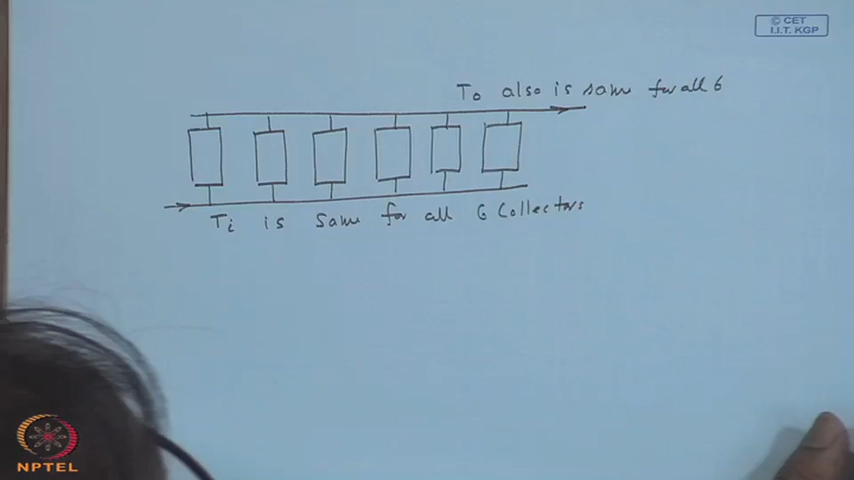 © CET
I.I.T. KGP
To also is same for all 6
Ti is same for all 6 Collectors
NPTEL